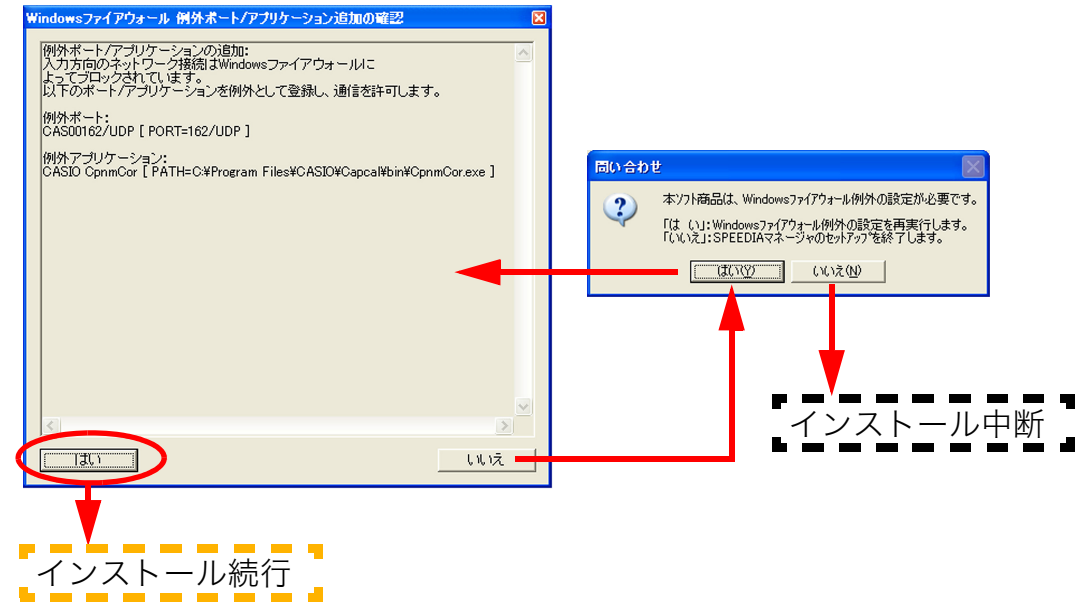 Windowsファイアウォール 例外ポート/アプリケーション追加の確認
例外ポート/アプリケーションの追加:
入力方向のネットワーク接続はWindowsファイアウォールに
よってブロックされています。
以下のポート/アプリケーションを例外として登録し、通信を許可します。
例外ポート:
CAS00162/UDP [ PORT=162/UDP ]
例外アプリケーション:
CASIO CpnmCor [ PATH=C:¥Program Files¥CASIO¥Capcal¥bin¥CpnmCor.exe ]
はい
いいえ
問い合わせ
本ソフト商品は、Windowsファイアウォール例外の設定が必要です。
「は い」:Windowsファイアウォール例外の設定を再実行します。
「いいえ」:SPEEDIAマネージャのセットアップを終了します。
はい(Y)
いいえ(N)
インストール中断
インストール続行